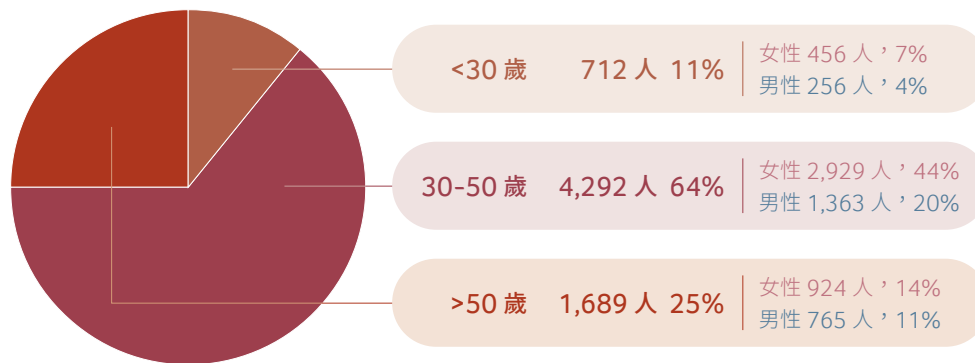 <30 歲 712 人 11%
女性 456 人，7%
男性 256 人，4%
30-50 歲 4,292 人 64%
女性 2,929 人，44%
男性 1,363 人，20%
>50 歲 1,689 人 25%
女性 924 人，14%
男性 765 人，11%